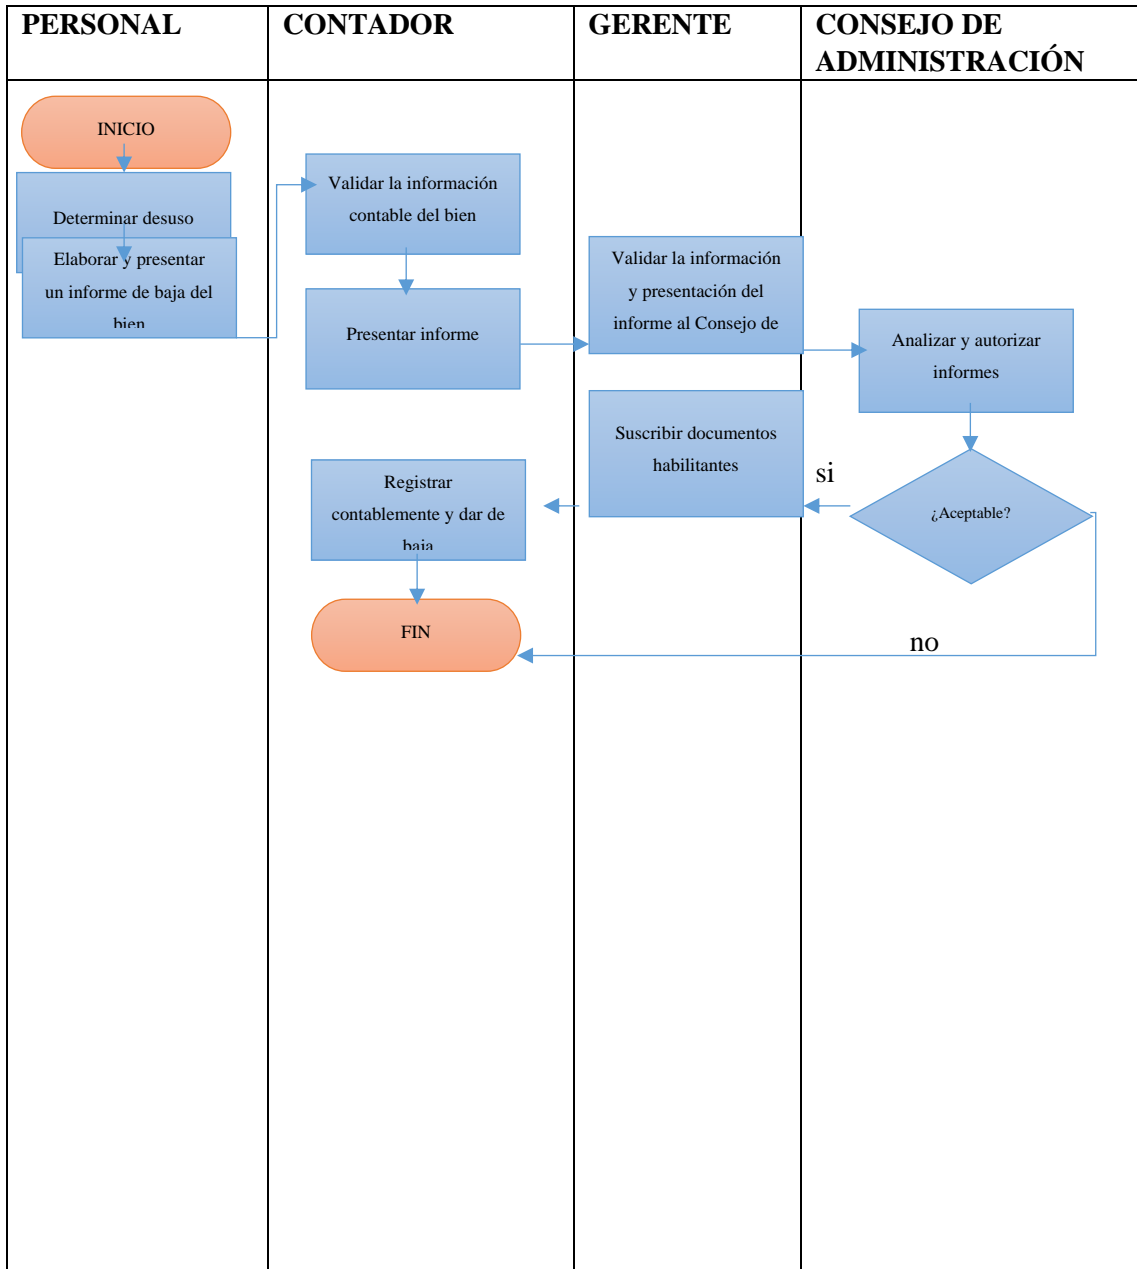 PERSONAL
CONTADOR
GERENTE
CONSEJO DE
ADMINISTRACIÓN
INICIO
Determinar desuso
Elaborar y presentar
un informe de baja del
bien
Validar la información
contable del bien
Presentar informe
Validar la información
y presentación del
informe al Consejo de
Analizar y autorizar
informes
¿Aceptable?
si
Suscribir documentos
habilitantes
Registrar
contablemente y dar de
baja
FIN
no